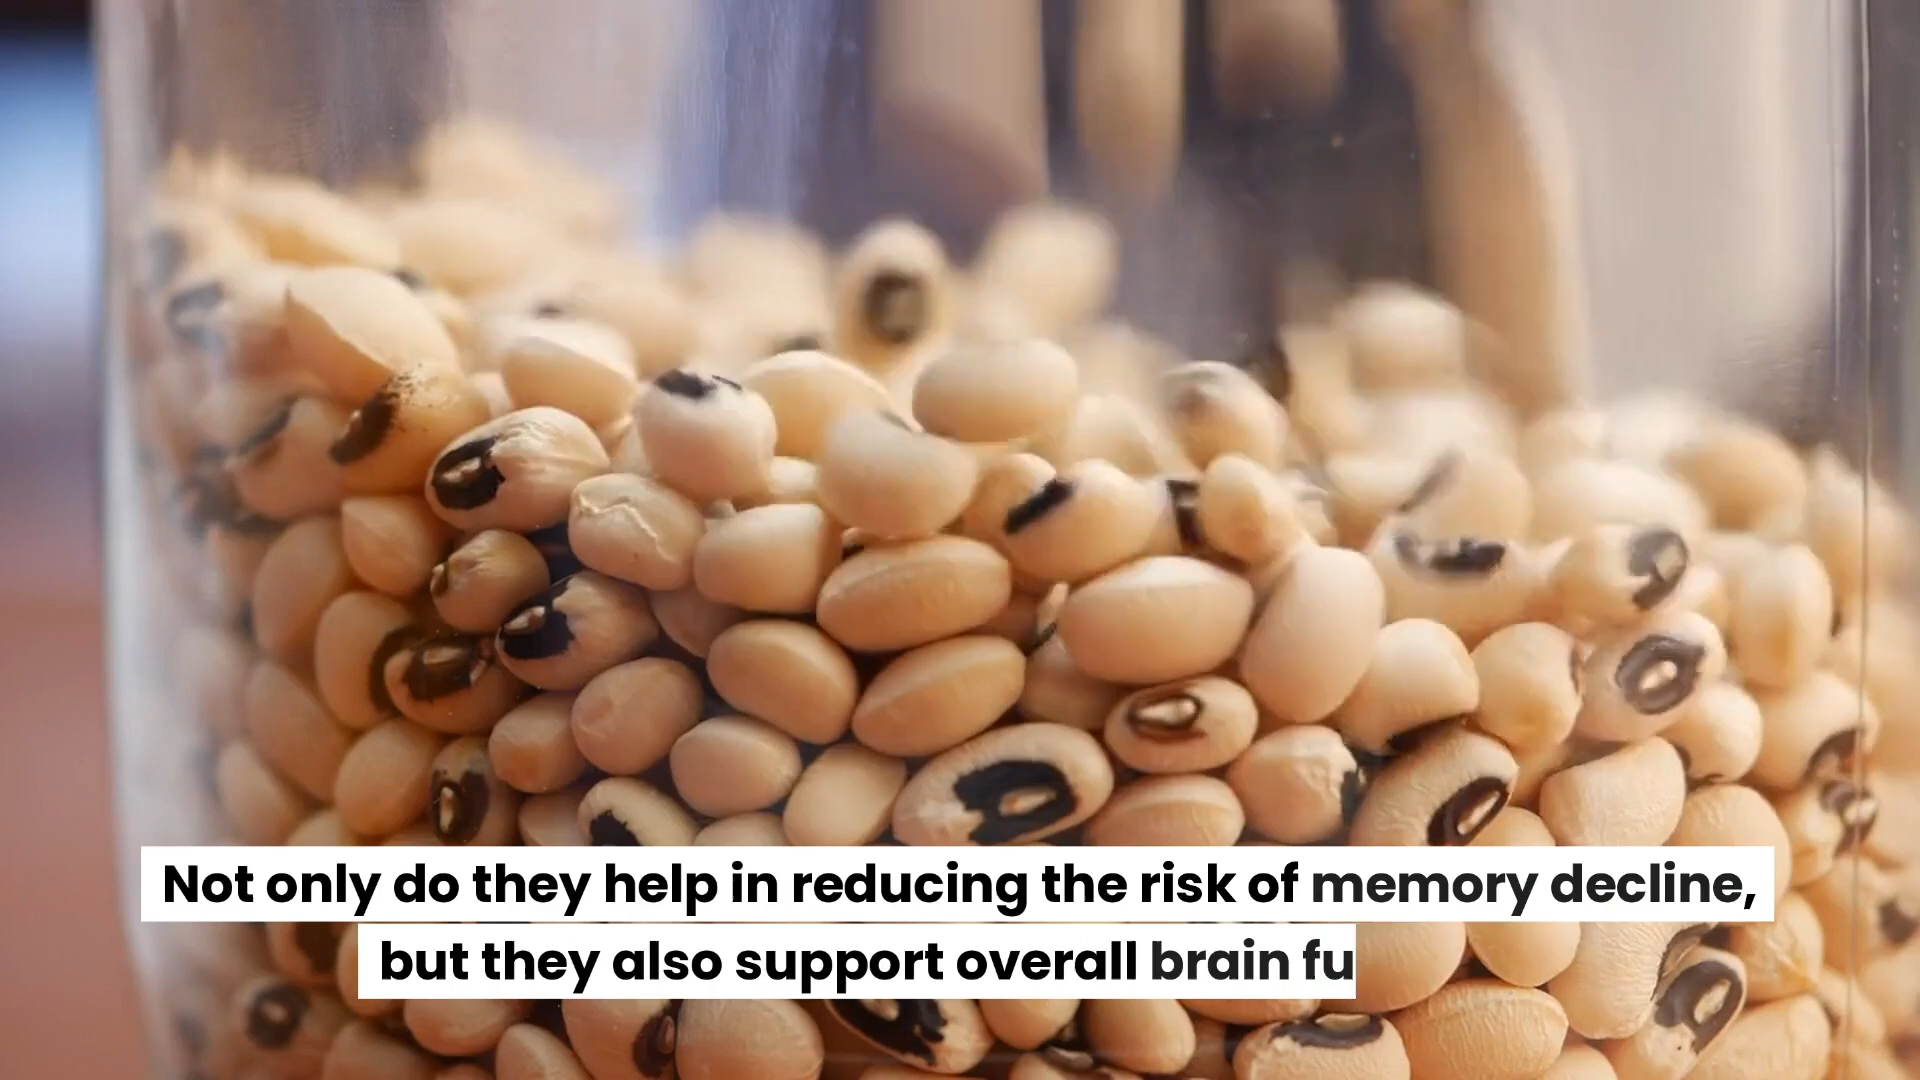 Not only do they help in reducing the risk of memory decline,
but they also support overall brain fu